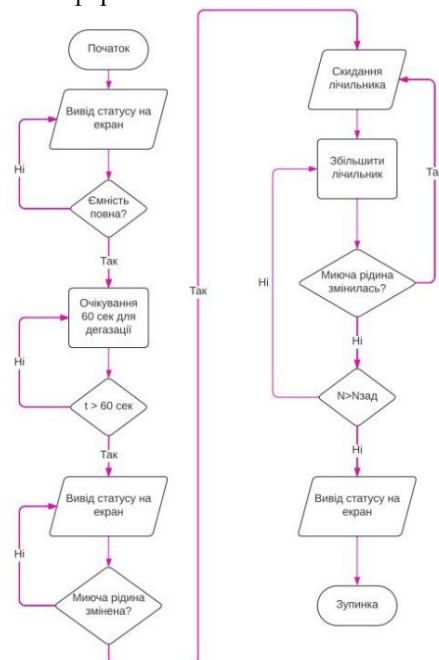 Початок
Вивід статусу на
екран
Ні
Ємність
повна?
Так
Очікування
60 сек для
дегазації
Ні
t > 60 сек
Так
Вивід статусу на
екран
Ні
Миюча рідина
змінена?
Так
Скидання
лічильника
Та
Збільшити
лічильник
Ні
Миюча рідина
змінилась?
Ні
N>Nзад
Ні
Вивід статусу на
екран
Зупинка